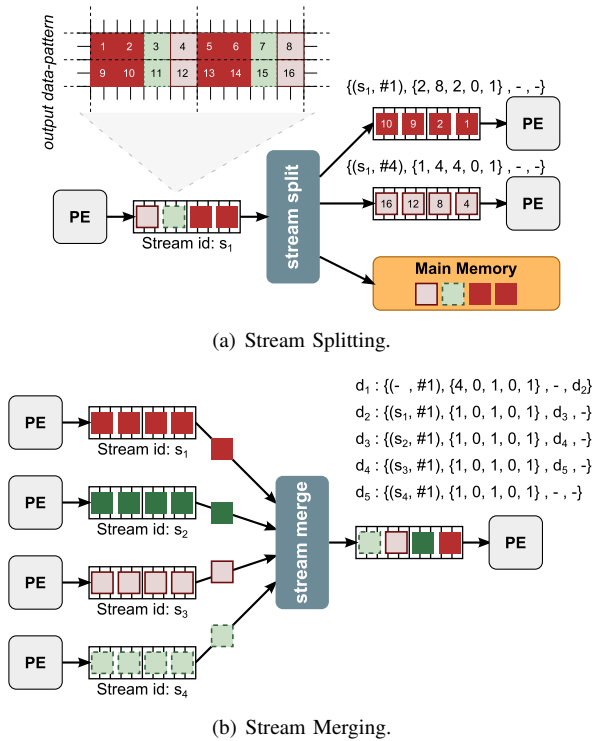 output data-pattern
1 2 3 4 5 6 7 8
9 10 11 12 13 14 15 16
{(s₁, #1), {2, 8, 2, 0, 1} , - , -}
10 9 2 1
PE
{(s₁, #4), {1, 4, 4, 0, 1} , - , -}
16 12 8 4
PE
PE
Stream id: s₁
stream split
Main Memory
(a) Stream Splitting.
d₁ : {(- , #1), {4, 0, 1, 0, 1} , - , d₂}
d₂ : {(s₁, #1), {1, 0, 1, 0, 1} , d₃ , -}
d₃ : {(s₂, #1), {1, 0, 1, 0, 1} , d₄ , -}
d₄ : {(s₃, #1), {1, 0, 1, 0, 1} , d₅ , -}
d₅ : {(s₄, #1), {1, 0, 1, 0, 1} , - , -}
PE
Stream id: s₁
PE
Stream id: s₂
PE
Stream id: s₃
PE
Stream id: s₄
stream merge
PE
(b) Stream Merging.